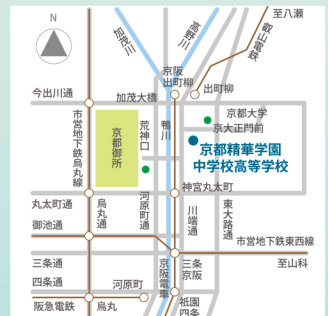 N
至八瀬
加茂川
高野川
叡山電鉄
京阪
出町柳
出町柳
今出川通
加茂大橋
京都大学
京大正門前
市営地下鉄烏丸線
京都御所
荒神口
鴨川
京都精華学園
中学校高等学校
神宮丸太町
丸太町通
烏丸通
河原町通
川端通
東大路通
御池通
市営地下鉄東西線
三条通
京阪電車
三条
京阪
至山科
四条通
河原町
阪急電鉄
烏丸
祇園
四条